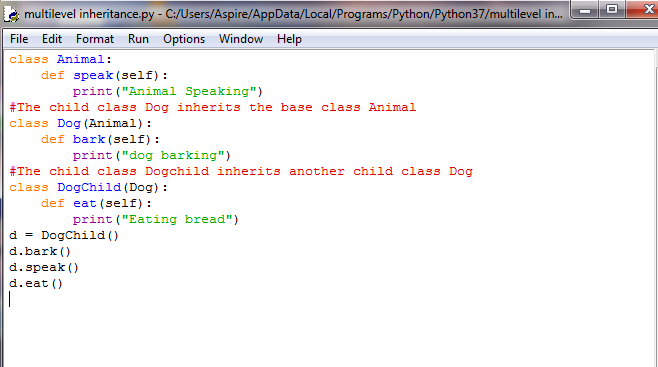 multilevel inheritance.py - C:/Users/Aspire/AppData/Local/Programs/Python/Python37/multilevel in...
File Edit Format Run Options Window Help
class Animal:
    def speak(self):
        print("Animal Speaking")
#The child class Dog inherits the base class Animal
class Dog(Animal):
    def bark(self):
        print("dog barking")
#The child class Dogchild inherits another child class Dog
class DogChild(Dog):
    def eat(self):
        print("Eating bread")
d = DogChild()
d.bark()
d.speak()
d.eat()